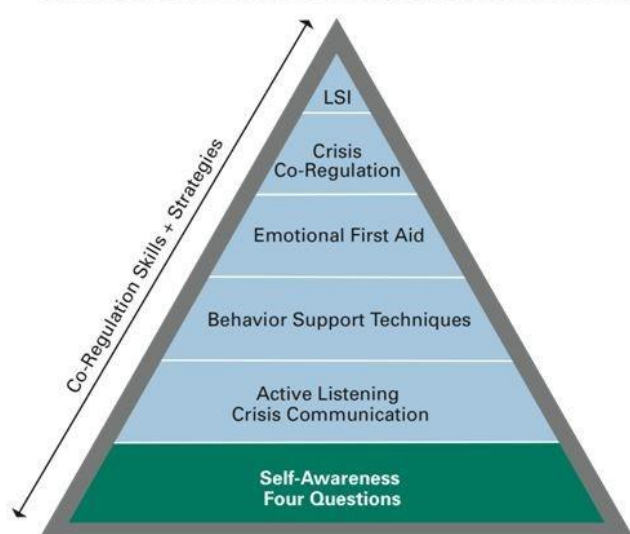 LSI
Crisis
Co-Regulation
Emotional First Aid
Behavior Support Techniques
Active Listening
Crisis Communication
Self-Awareness
Four Questions
Co-Regulation Skills + Strategies